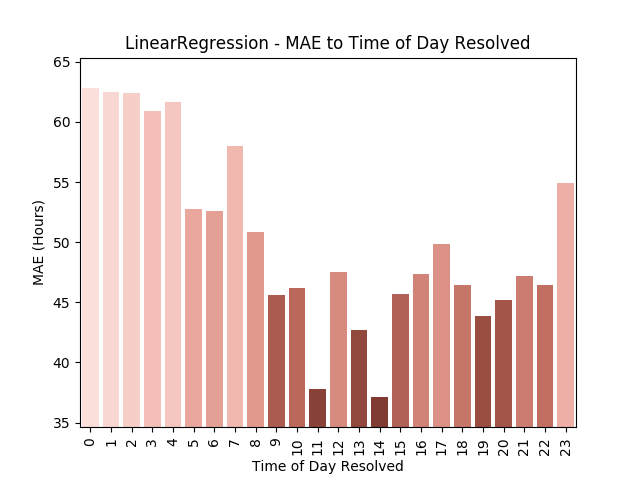 LinearRegression - MAE to Time of Day Resolved
65
60
55
50
45
40
35
MAE (Hours)
0 1 2 3 4 5 6 7 8 9 10 11 12 13 14 15 16 17 18 19 20 21 22 23
Time of Day Resolved